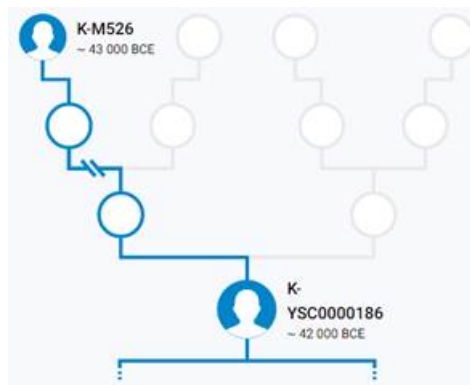 K-M526
~ 43 000 BCE
K-
YSC0000186
~ 42 000 BCE